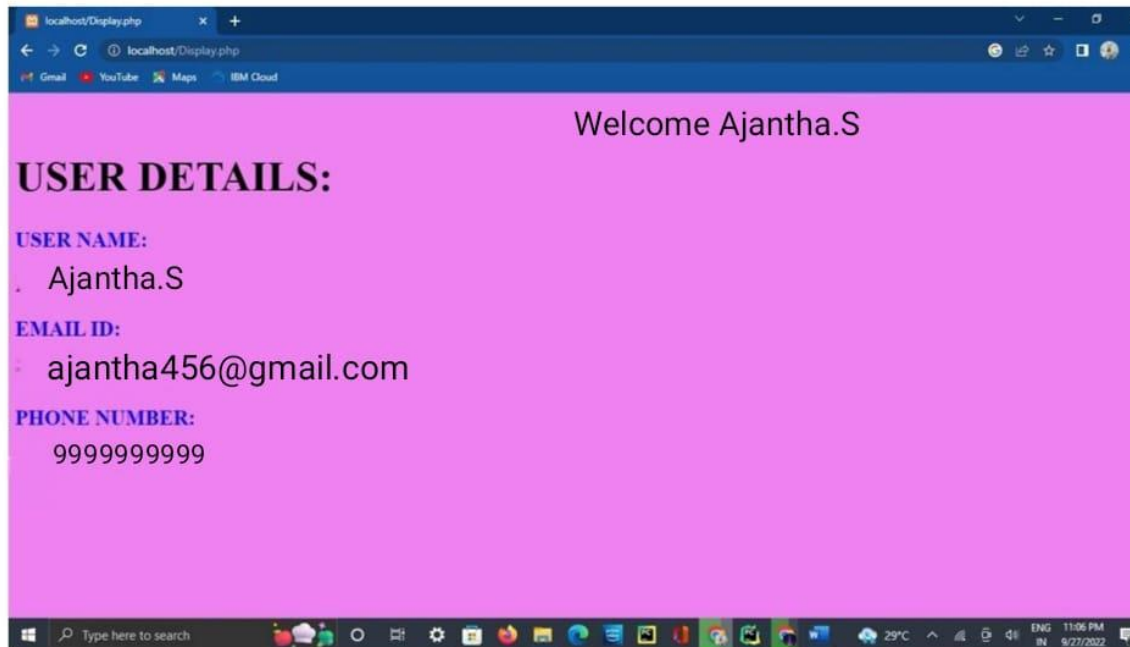 localhost/Display.php
localhost/Display.php
Gmail YouTube Maps IBM Cloud
Welcome Ajantha.S
USER DETAILS:
USER NAME:
Ajantha.S
EMAIL ID:
ajantha456@gmail.com
PHONE NUMBER:
9999999999
Type here to search 29°C ENG 11:06 PM
IN 9/27/2022